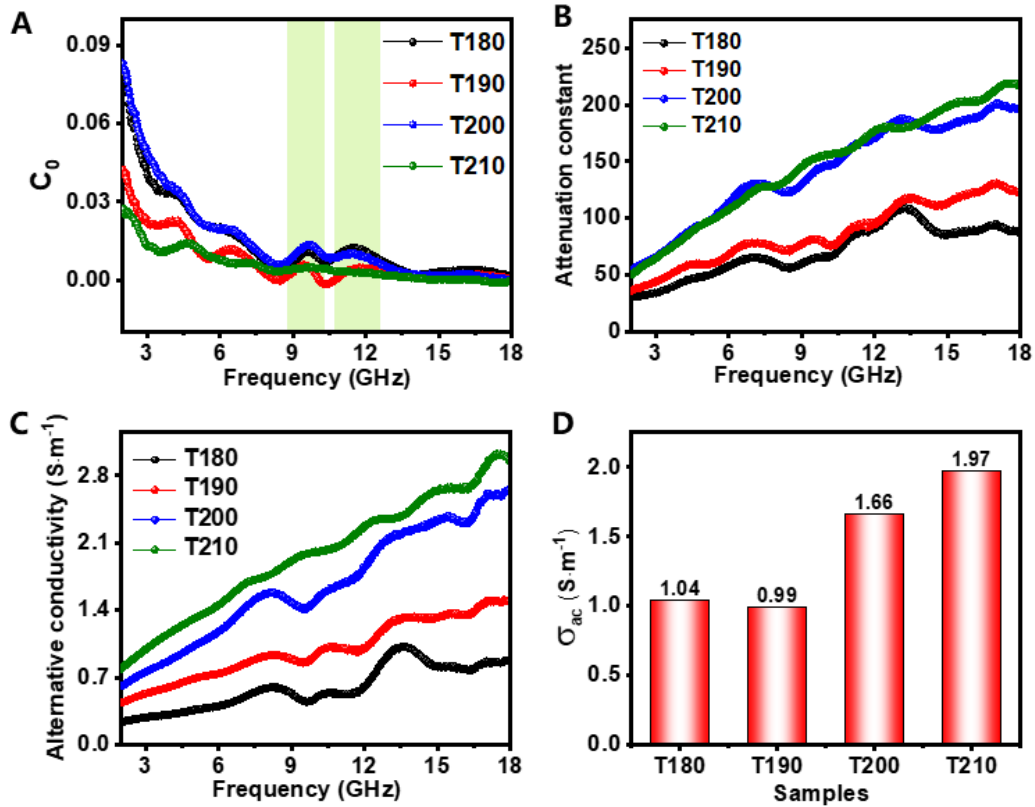 A
C₀
0.09
0.06
0.03
0.00
T180
T190
T200
T210
3 6 9 12 15 18
Frequency (GHz)
B
Attenuation constant
250
200
150
100
50
0
T180
T190
T200
T210
3 6 9 12 15 18
Frequency (GHz)
C
Alternative conductivity (S·m⁻¹)
2.8
2.1
1.4
0.7
0.0
T180
T190
T200
T210
3 6 9 12 15 18
Frequency (GHz)
D
σac (S·m⁻¹)
2.0
1.5
1.0
0.5
0.0
1.04
0.99
1.66
1.97
T180 T190 T200 T210
Samples